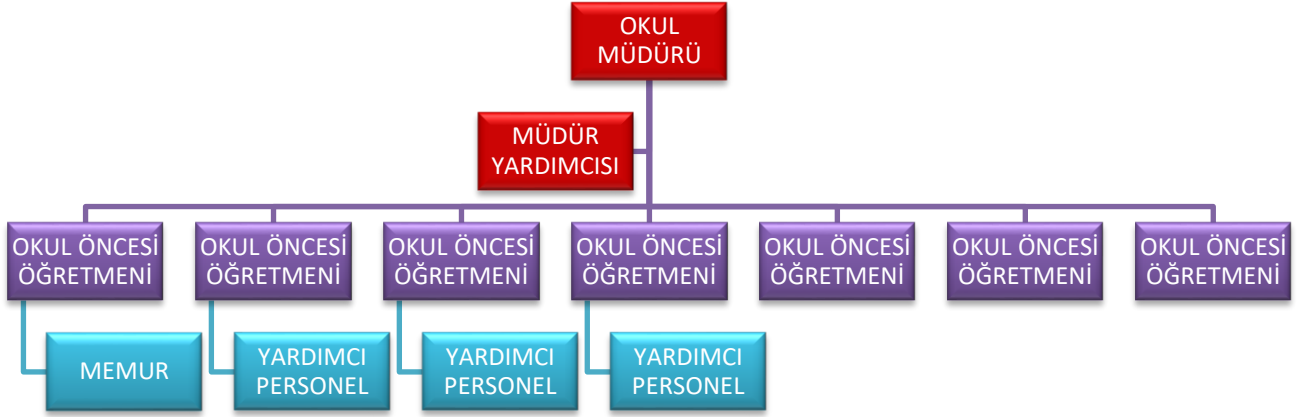 OKUL
MÜDÜRÜ
MÜDÜR
YARDIMCISI
OKUL ÖNCESİ
ÖĞRETMENİ
OKUL ÖNCESİ
ÖĞRETMENİ
OKUL ÖNCESİ
ÖĞRETMENİ
OKUL ÖNCESİ
ÖĞRETMENİ
OKUL ÖNCESİ
ÖĞRETMENİ
OKUL ÖNCESİ
ÖĞRETMENİ
OKUL ÖNCESİ
ÖĞRETMENİ
MEMUR
YARDIMCI
PERSONEL
YARDIMCI
PERSONEL
YARDIMCI
PERSONEL